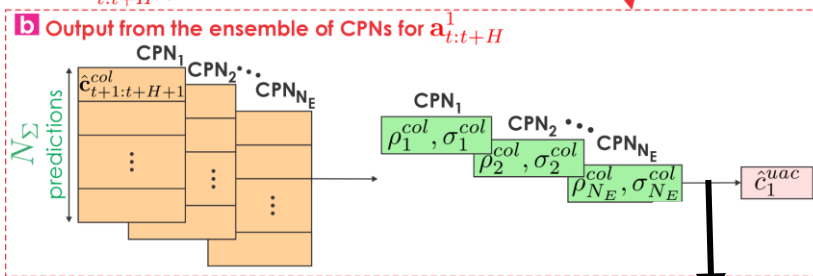 t:t+H
b Output from the ensemble of CPNs for a^1_{t:t+H}
CPN_1
CPN_2 ...
CPN_{N_E}
ĉ^{col}_{t+1:t+H+1}
⋮
⋮
⋮
N_Σ
predictions
CPN_1
CPN_2 ...
CPN_{N_E}
ρ^{col}_1, σ^{col}_1
ρ^{col}_2, σ^{col}_2
ρ^{col}_{N_E}, σ^{col}_{N_E}
ĉ^{uac}_1